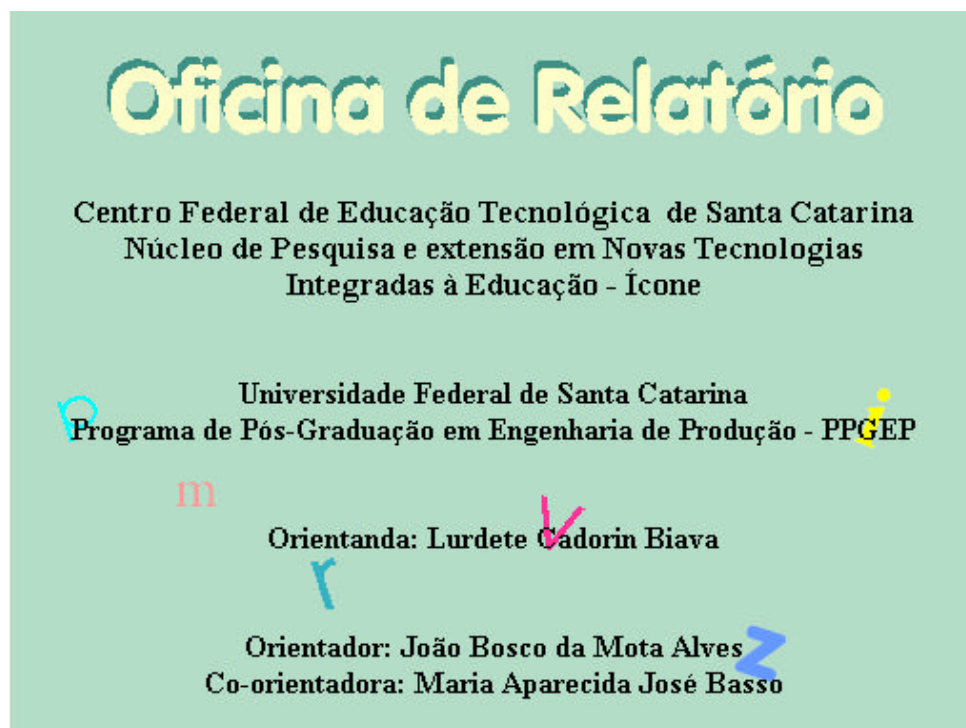 Oficina de Relatório
Centro Federal de Educação Tecnológica de Santa Catarina
Núcleo de Pesquisa e extensão em Novas Tecnologias
Integradas à Educação - Ícone
Universidade Federal de Santa Catarina
p
i
Programa de Pós-Graduação em Engenharia de Produção - PPGEP
m
v
Orientanda: Lurdete Cadorin Biava
r
Orientador: João Bosco da Mota Alves
z
Co-orientadora: Maria Aparecida José Basso